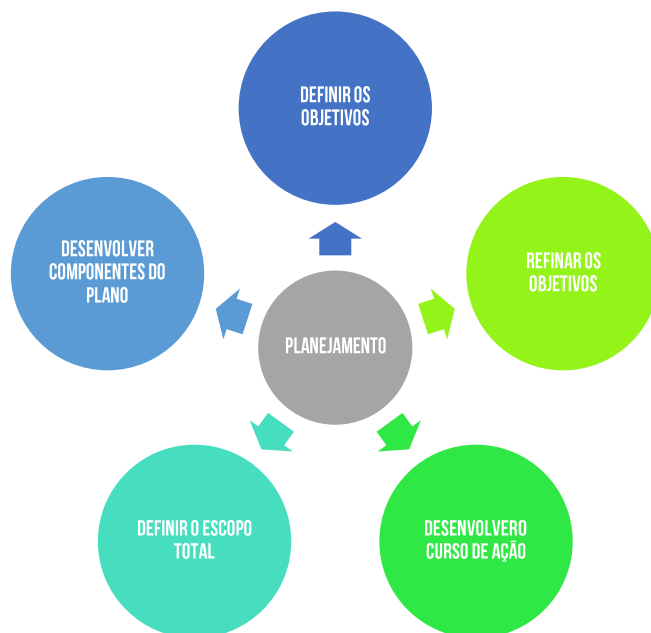 DEFINIR OS
OBJETIVOS
DESENVOLVER
COMPONENTES DO
PLANO
REFINAR OS
OBJETIVOS
PLANEJAMENTO
DEFINIR O ESCOPO
TOTAL
DESENVOLVERO
CURSO DE AÇÃO